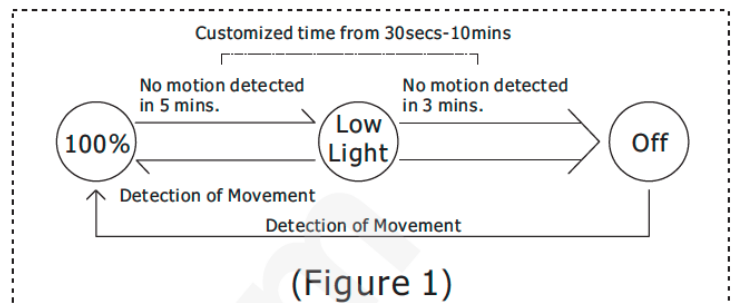 Customized time from 30secs-10mins
No motion detected
in 5 mins.
No motion detected
in 3 mins.
100%
Low
Light
Off
Detection of Movement
Detection of Movement
(Figure 1)